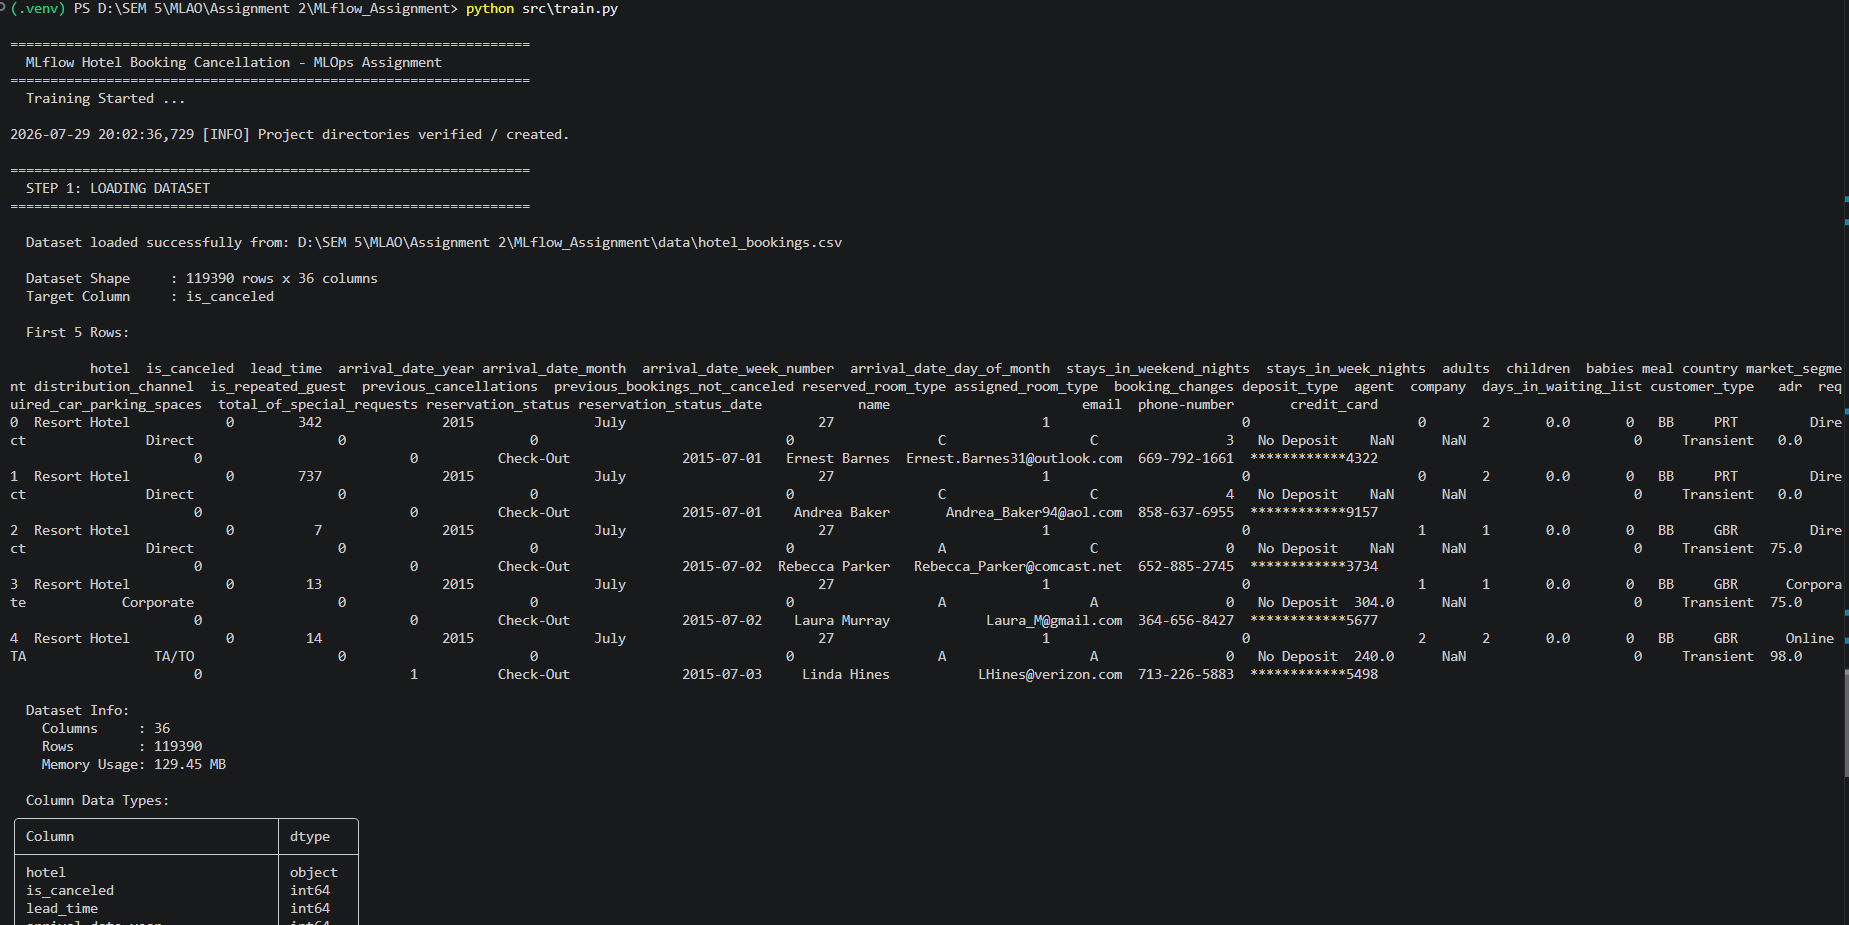 (.venv) PS D:\SEM 5\MLAO\Assignment 2\MLflow_Assignment> python src\train.py
=================================================================
MLflow Hotel Booking Cancellation - MLOps Assignment
=================================================================
Training Started ...
2026-07-29 20:02:36,729 [INFO] Project directories verified / created.
=================================================================
STEP 1: LOADING DATASET
=================================================================
Dataset loaded successfully from: D:\SEM 5\MLAO\Assignment 2\MLflow_Assignment\data\hotel_bookings.csv
Dataset Shape     : 119390 rows x 36 columns
Target Column     : is_canceled
First 5 Rows:
hotel  is_canceled  lead_time  arrival_date_year arrival_date_month  arrival_date_week_number  arrival_date_day_of_month  stays_in_weekend_nights  stays_in_week_nights  adults  children  babies meal country market_segme
nt distribution_channel  is_repeated_guest  previous_cancellations  previous_bookings_not_canceled reserved_room_type assigned_room_type  booking_changes deposit_type  agent  company  days_in_waiting_list customer_type   adr  req
uired_car_parking_spaces  total_of_special_requests reservation_status reservation_status_date            name                        email  phone-number       credit_card
0  Resort Hotel            0        342               2015               July                        27                          1                        0                     0       2       0.0       0   BB     PRT         Dire
ct               Direct                  0                       0                               0                  C                  C                3   No Deposit    NaN      NaN                     0     Transient   0.0
0                          0          Check-Out              2015-07-01   Ernest Barnes  Ernest.Barnes31@outlook.com  669-792-1661  ************4322
1  Resort Hotel            0        737               2015               July                        27                          1                        0                     0       2       0.0       0   BB     PRT         Dire
ct               Direct                  0                       0                               0                  C                  C                4   No Deposit    NaN      NaN                     0     Transient   0.0
0                          0          Check-Out              2015-07-01    Andrea Baker       Andrea_Baker94@aol.com  858-637-6955  ************9157
2  Resort Hotel            0          7               2015               July                        27                          1                        0                     1       1       0.0       0   BB     GBR         Dire
ct               Direct                  0                       0                               0                  A                  C                0   No Deposit    NaN      NaN                     0     Transient  75.0
0                          0          Check-Out              2015-07-02  Rebecca Parker   Rebecca_Parker@comcast.net  652-885-2745  ************3734
3  Resort Hotel            0         13               2015               July                        27                          1                        0                     1       1       0.0       0   BB     GBR      Corpora
te            Corporate                  0                       0                               0                  A                  A                0   No Deposit  304.0      NaN                     0     Transient  75.0
0                          0          Check-Out              2015-07-02    Laura Murray            Laura_M@gmail.com  364-656-8427  ************5677
4  Resort Hotel            0         14               2015               July                        27                          1                        0                     2       2       0.0       0   BB     GBR      Online
TA                TA/TO                  0                       0                               0                  A                  A                0   No Deposit  240.0      NaN                     0     Transient  98.0
0                          1          Check-Out              2015-07-03     Linda Hines           LHines@verizon.com  713-226-5883  ************5498
Dataset Info:
Columns     : 36
Rows        : 119390
Memory Usage: 129.45 MB
Column Data Types:
Column dtype
hotel object
is_canceled int64
lead_time int64